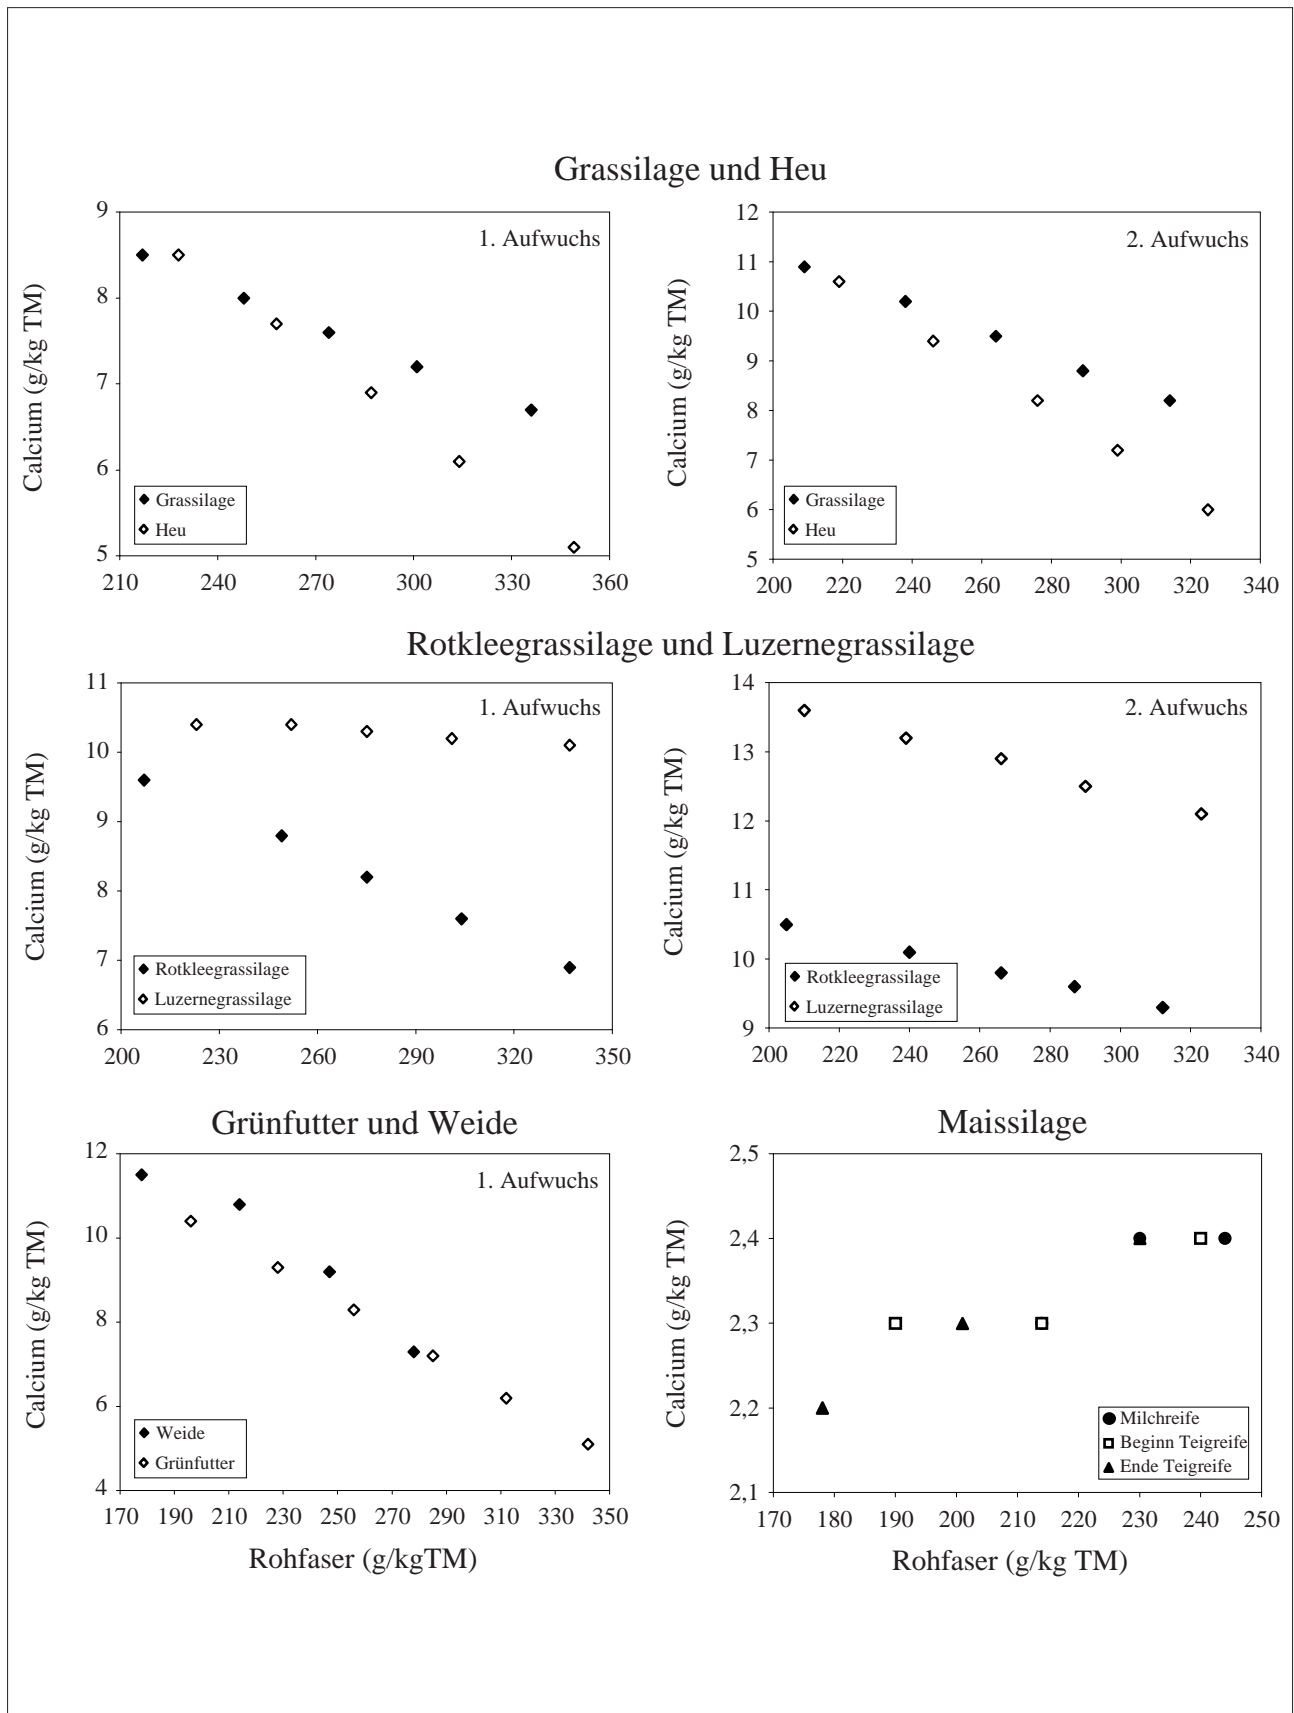 Grassilage und Heu
Calcium (g/kg TM)
9
8
7
6
5
1. Aufwuchs
Grassilage
Heu
210 240 270 300 330 360
Calcium (g/kg TM)
12
11
10
9
8
7
6
5
2. Aufwuchs
Grassilage
Heu
200 220 240 260 280 300 320 340
Rotkleegrassilage und Luzernegrassilage
Calcium (g/kg TM)
11
10
9
8
7
6
1. Aufwuchs
Rotkleegrassilage
Luzernegrassilage
200 230 260 290 320 350
Calcium (g/kg TM)
14
13
12
11
10
9
2. Aufwuchs
Rotkleegrassilage
Luzernegrassilage
200 220 240 260 280 300 320 340
Grünfutter und Weide
Calcium (g/kg TM)
12
10
8
6
4
1. Aufwuchs
Weide
Grünfutter
170 190 210 230 250 270 290 310 330 350
Rohfaser (g/kgTM)
Maissilage
Calcium (g/kg TM)
2,5
2,4
2,3
2,2
2,1
Milchreife
Beginn Teigreife
Ende Teigreife
170 180 190 200 210 220 230 240 250
Rohfaser (g/kg TM)